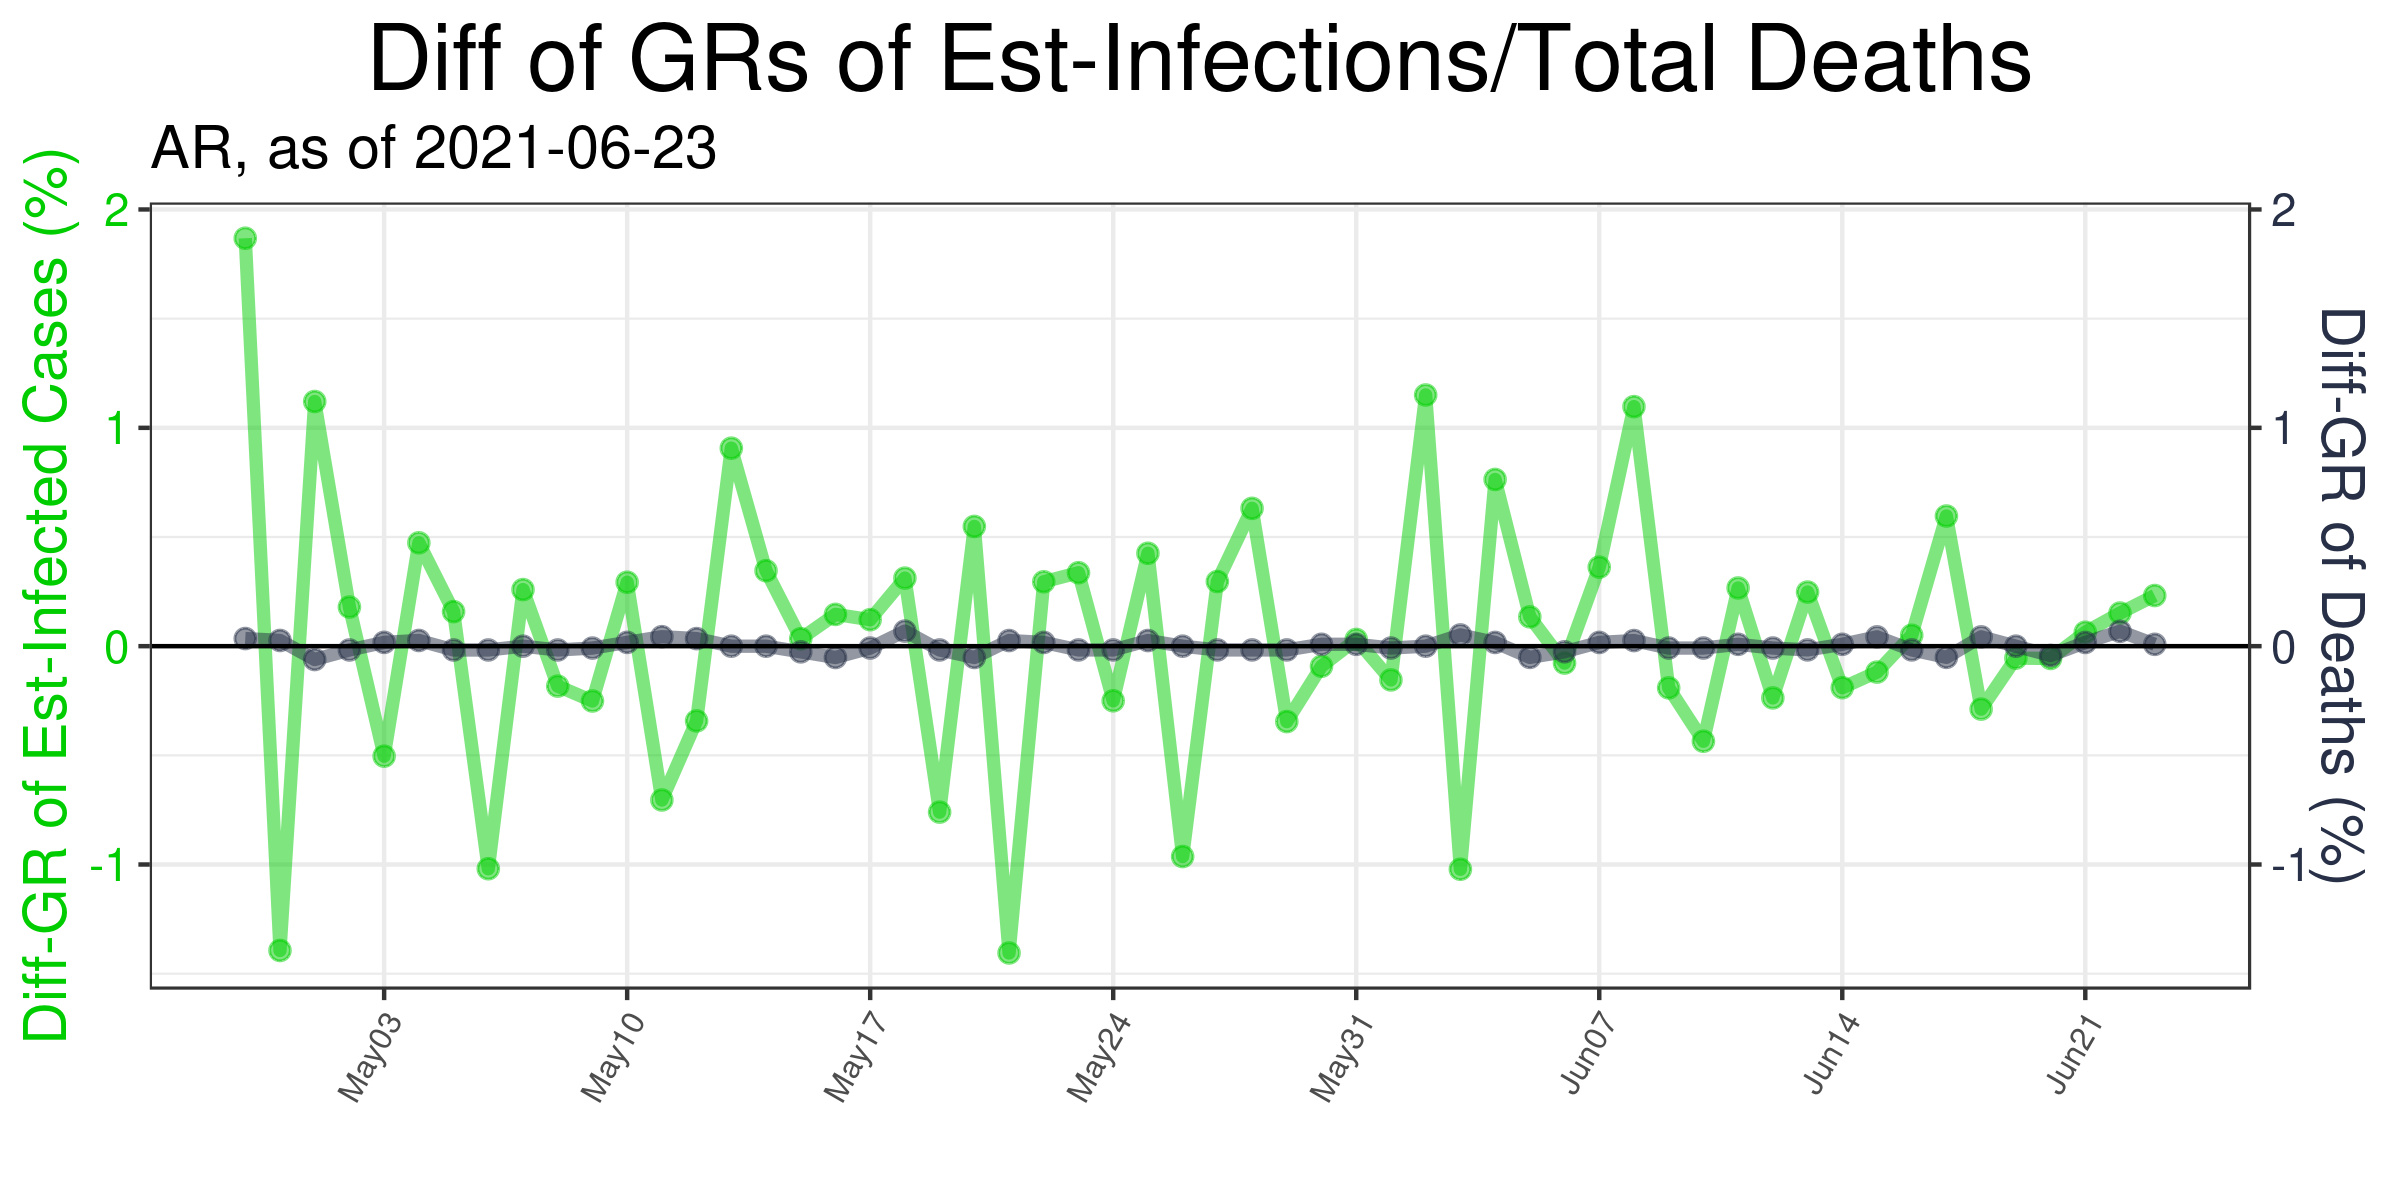 Diff of GRs of Est-Infections/Total Deaths
AR, as of 2021-06-23
Diff-GR of Est-Infected Cases (%)
2
1
0
-1
2
1
0
-1
Diff-GR of Deaths (%)
May03
May10
May17
May24
May31
Jun07
Jun14
Jun21